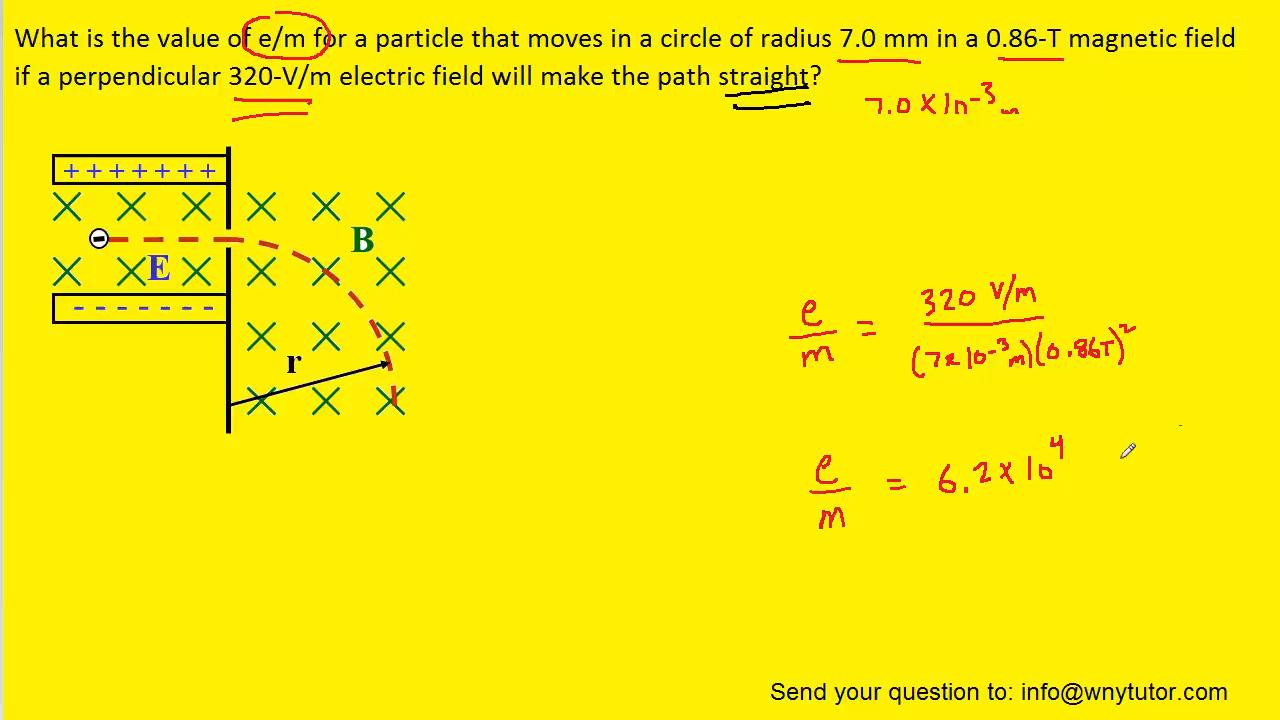 What is the value of e/m for a particle that moves in a circle of radius 7.0 mm in a 0.86-T magnetic field
if a perpendicular 320-V/m electric field will make the path straight?
7.0 x 10⁻³ m
+ + + + + + +
B
E
- - - - - - -
r
e/m = 320 V/m / (7 x 10⁻³ m)(0.86T)²
e/m = 6.2 x 10⁴
Send your question to: info@wnytutor.com